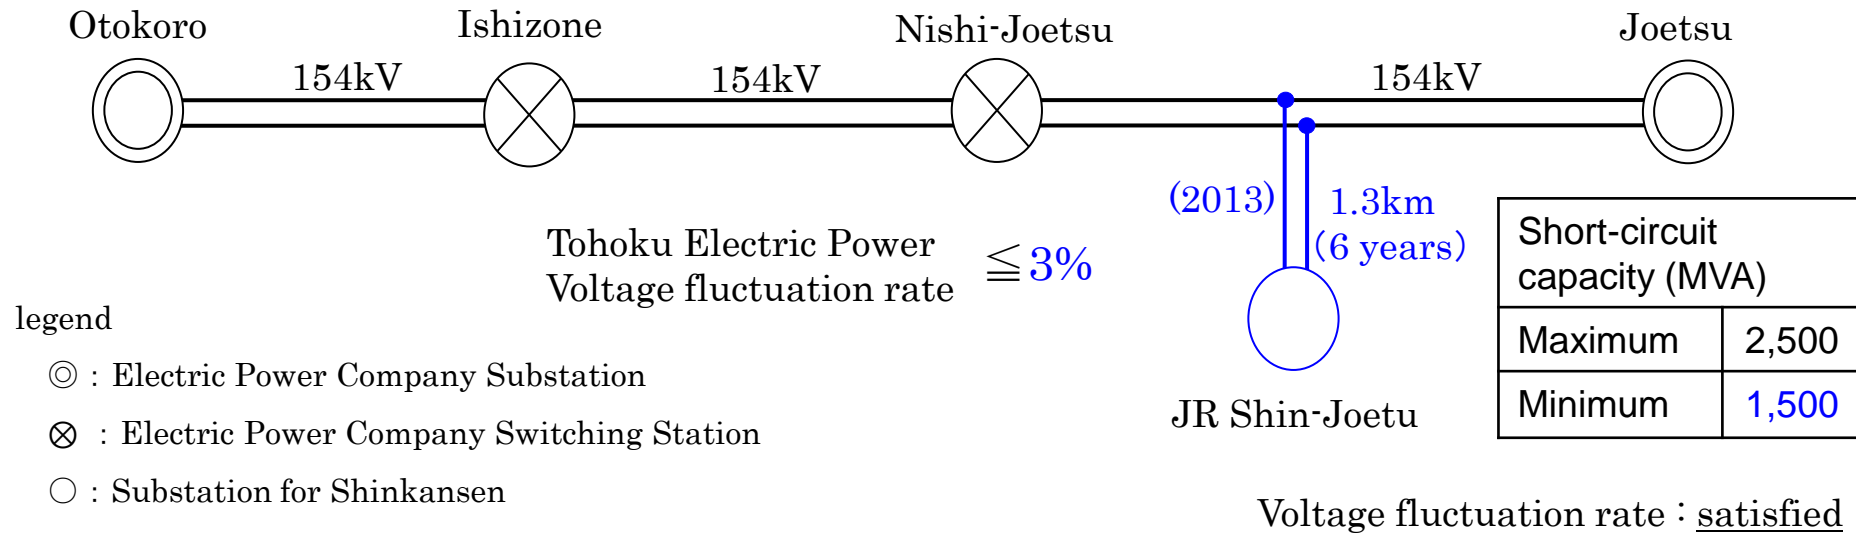 Otokoro
Ishizone
Nishi-Joetsu
Joetsu
154kV
154kV
154kV
(2013)
1.3km
(6 years)
Tohoku Electric Power
Voltage fluctuation rate
≦3%
Short-circuit
capacity (MVA)
Maximum 2,500
Minimum 1,500
JR Shin-Joetu
legend
◎ : Electric Power Company Substation
⊗ : Electric Power Company Switching Station
○ : Substation for Shinkansen
Voltage fluctuation rate : satisfied